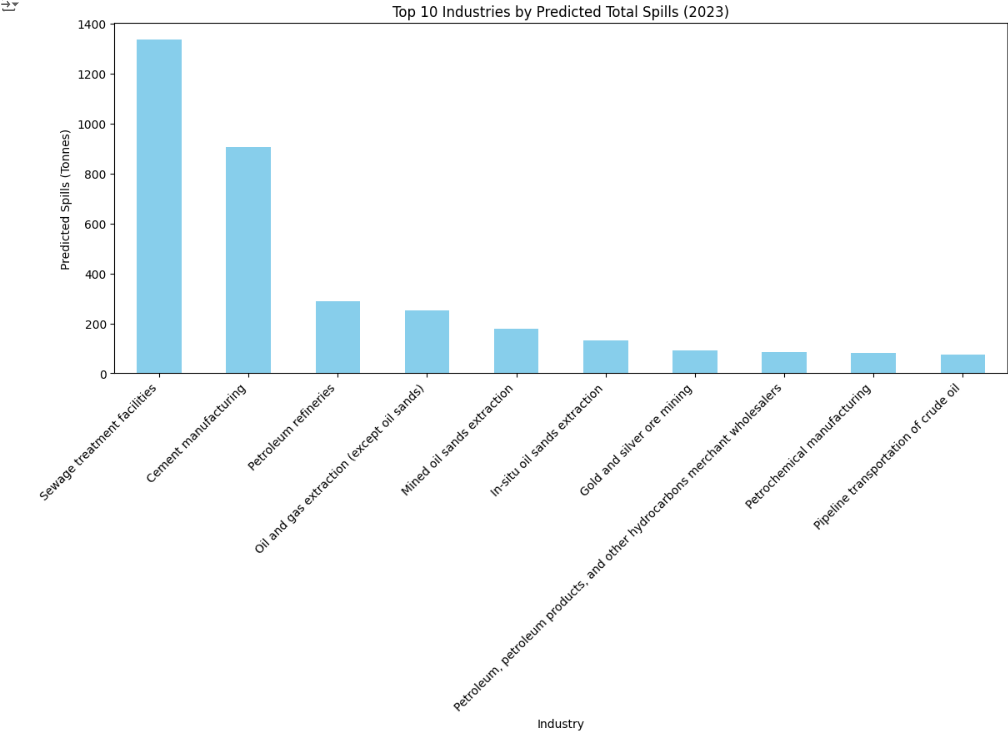 Top 10 Industries by Predicted Total Spills (2023)
Predicted Spills (Tonnes)
1400
1200
1000
800
600
400
200
0
Sewage treatment facilities
Cement manufacturing
Petroleum refineries
Oil and gas extraction (except oil sands)
Mined oil sands extraction
In-situ oil sands extraction
Gold and silver ore mining
Petroleum, petroleum products, and other hydrocarbons merchant wholesalers
Petrochemical manufacturing
Pipeline transportation of crude oil
Industry